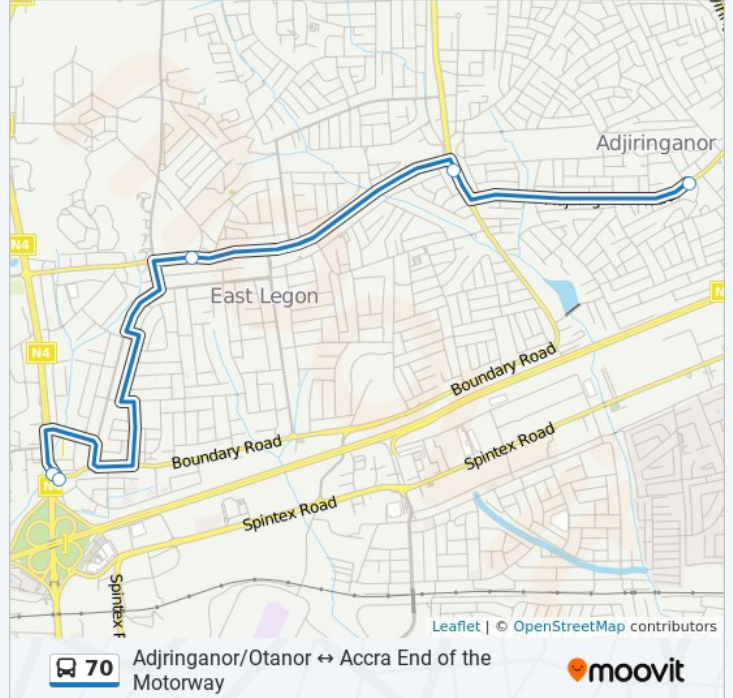 Adjiringanor
N4
East Legon
N4
Boundary Road
Boundary Road
Spintex Road
Spintex Road
Leaflet | © OpenStreetMap contributors
70
Adjringanor/Otanor ↔ Accra End of the
Motorway
moovit